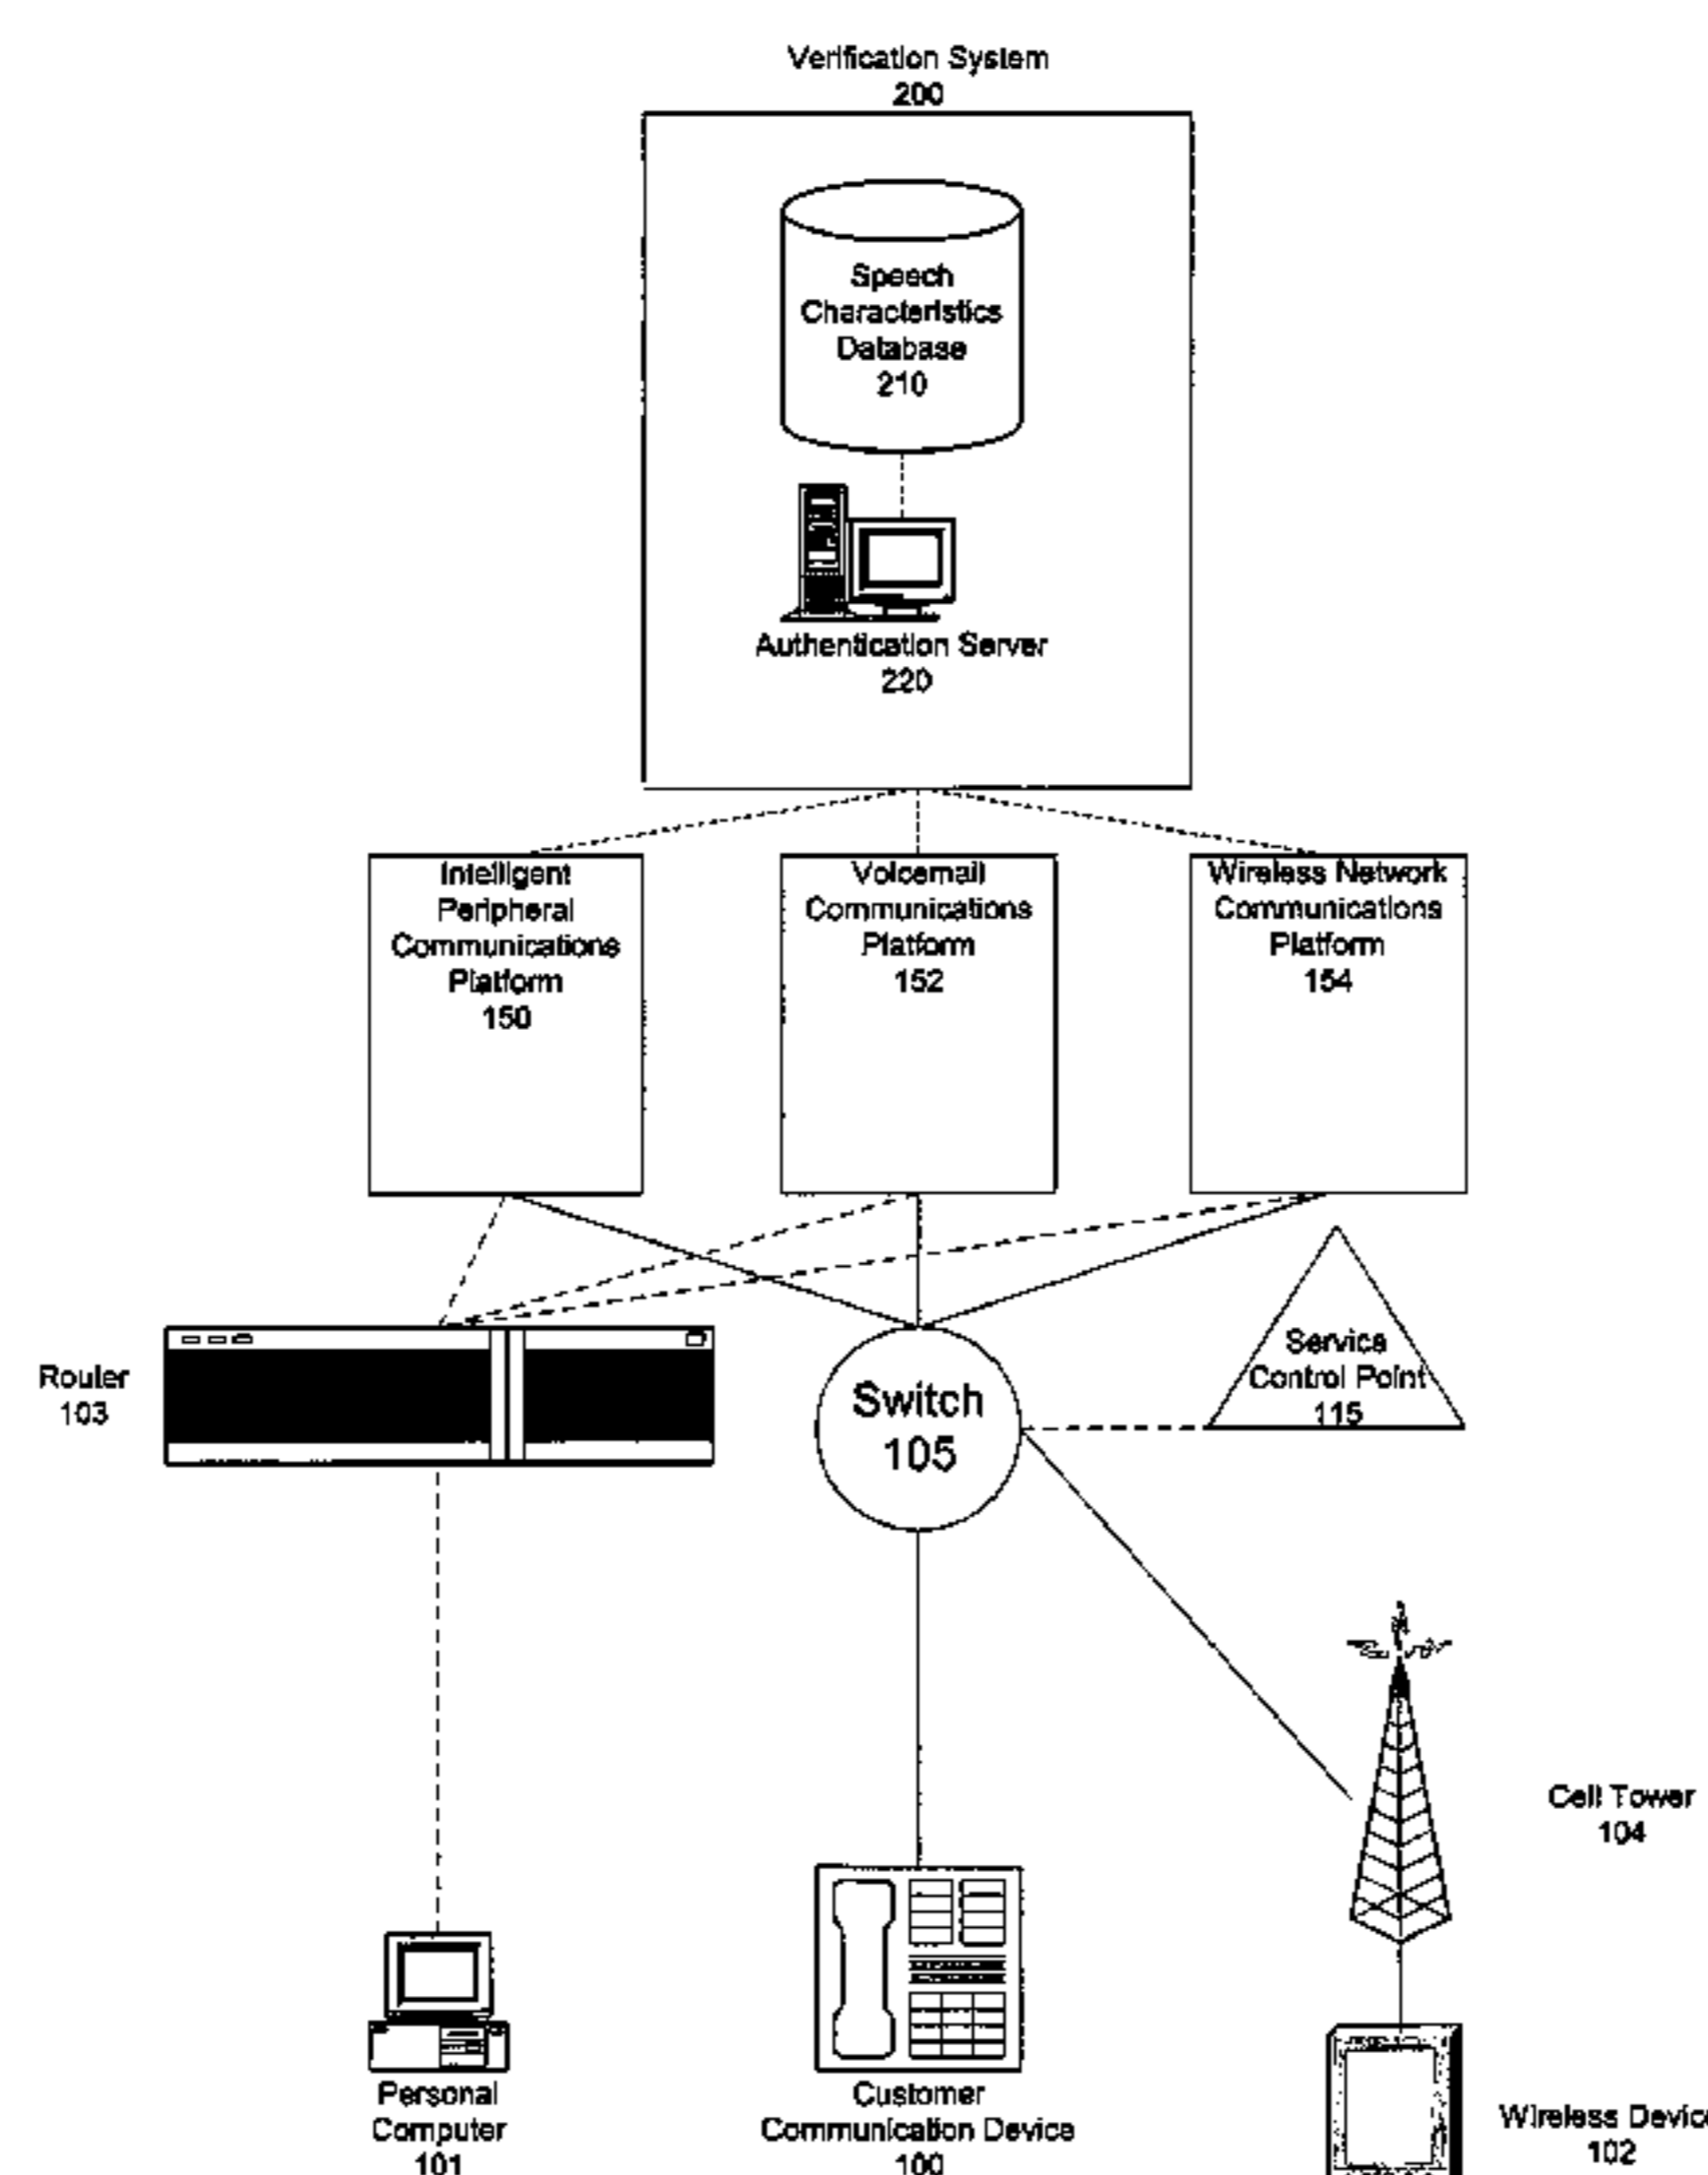 Verification System
200
Speech
Characteristics
Database
210
Authentication Server
220
Intelligent
Peripheral
Communications
Platform
150
Voicemail
Communications
Platform
152
Wireless Network
Communications
Platform
154
Router
103
Switch
105
Service
Control Point
115
Cell Tower
104
Personal
Computer
101
Customer
Communication Device
100
Wireless Device
102